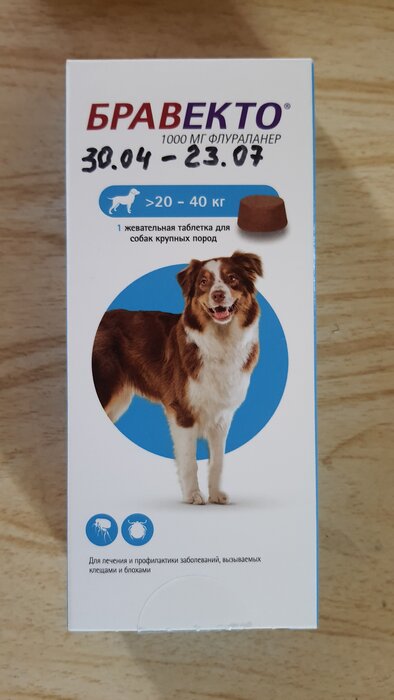 БРАВЕКТО®
1000 МГ ФЛУРАЛАНЕР
30.04 - 23.07
>20 - 40 кг
1 жевательная таблетка для
собак крупных пород
Для лечения и профилактики заболеваний, вызываемых
клещами и блохами